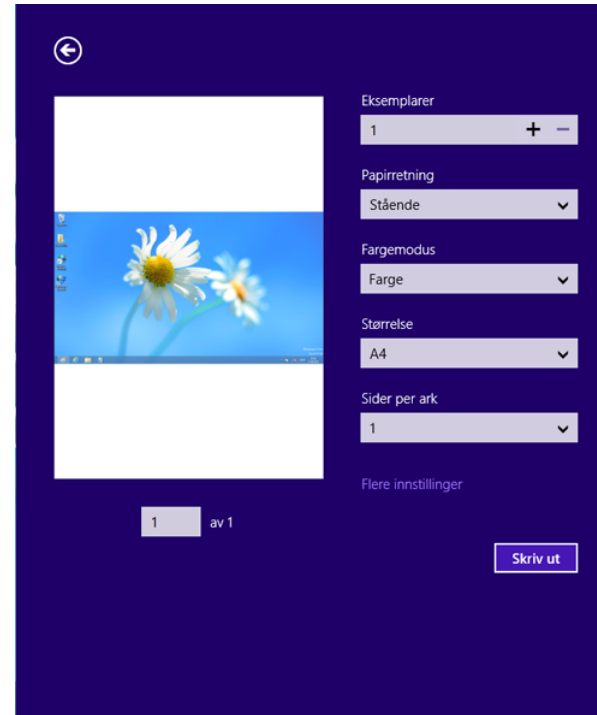 Eksemplarer
1
Papirretning
Stående
Fargemodus
Farge
Størrelse
A4
Sider per ark
1
Flere innstillinger
1 av 1
Skriv ut